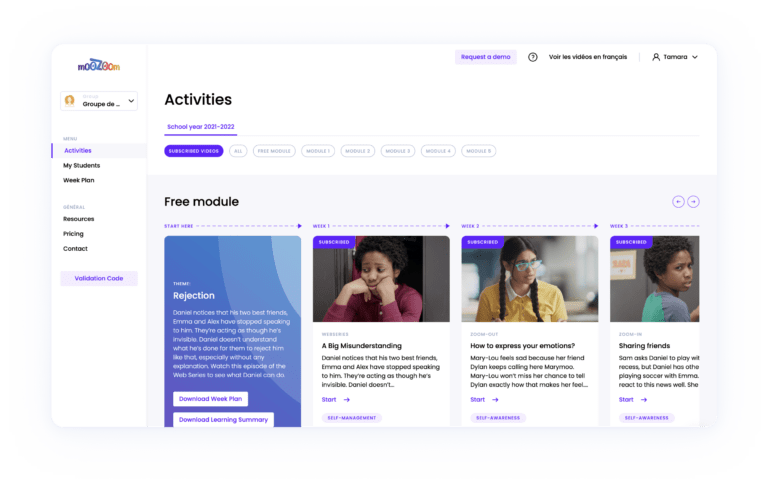 Request a demo
Voir les vidéos en français
Tamara
mooZoom
Groupe de ...
Activities
School year 2021-2022
SUBSCRIBED VIDEOS
ALL
FREE MODULE
MODULE 1
MODULE 2
MODULE 3
MODULE 4
MODULE 5
MENU
Activities
My Students
Week Plan
GÉNÉRAL
Resources
Pricing
Contact
Validation Code
Free module
START HERE
WEEK 1
WEEK 2
WEEK 3
THEME:
Rejection
Daniel notices that his two best friends,
Emma and Alex have stopped speaking
to him. They're acting as though he's
invisible. Daniel doesn't understand
what he's done for them to reject him
like that, especially without any
explanation. Watch this episode of the
Web Series to see what Daniel can do.
Download Week Plan
Download Learning Summary
SUBSCRIBED
WEBSERIES
A Big Misunderstanding
Daniel notices that his two best friends,
Emma and Alex have stopped speaking
to him. They're acting as though he's
invisible. Daniel doesn't...
Start
SELF-MANAGEMENT
SUBSCRIBED
ZOOM-OUT
How to express your emotions?
Mary-Lou feels sad because her friend
Dylan keeps calling here Marymoo.
Mary-Lou won't miss her chance to tell
Dylan exactly how that makes her feel....
Start
SELF-AWARENESS
SUBSCRIBED
ZOOM-IN
Sharing friends
Sam asks Daniel to play wit
recess, but Daniel has othe
playing soccer with Emma.
react to this news well. She
Start
SELF-AWARENESS